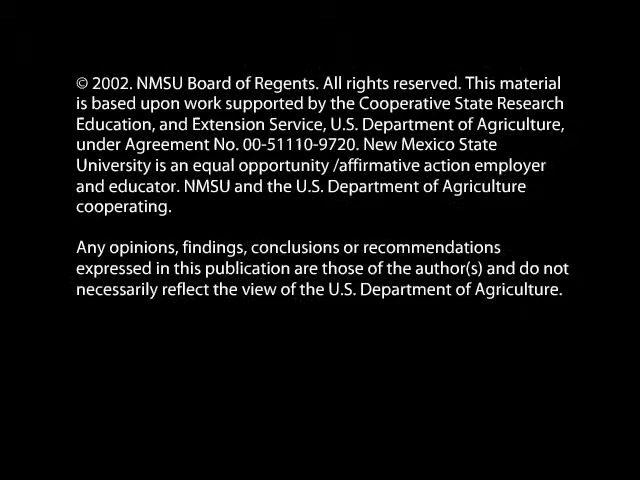 © 2002. NMSU Board of Regents. All rights reserved. This material
is based upon work supported by the Cooperative State Research
Education, and Extension Service, U.S. Department of Agriculture,
under Agreement No. 00-51110-9720. New Mexico State
University is an equal opportunity /affirmative action employer
and educator. NMSU and the U.S. Department of Agriculture
cooperating.
Any opinions, findings, conclusions or recommendations
expressed in this publication are those of the author(s) and do not
necessarily reflect the view of the U.S. Department of Agriculture.